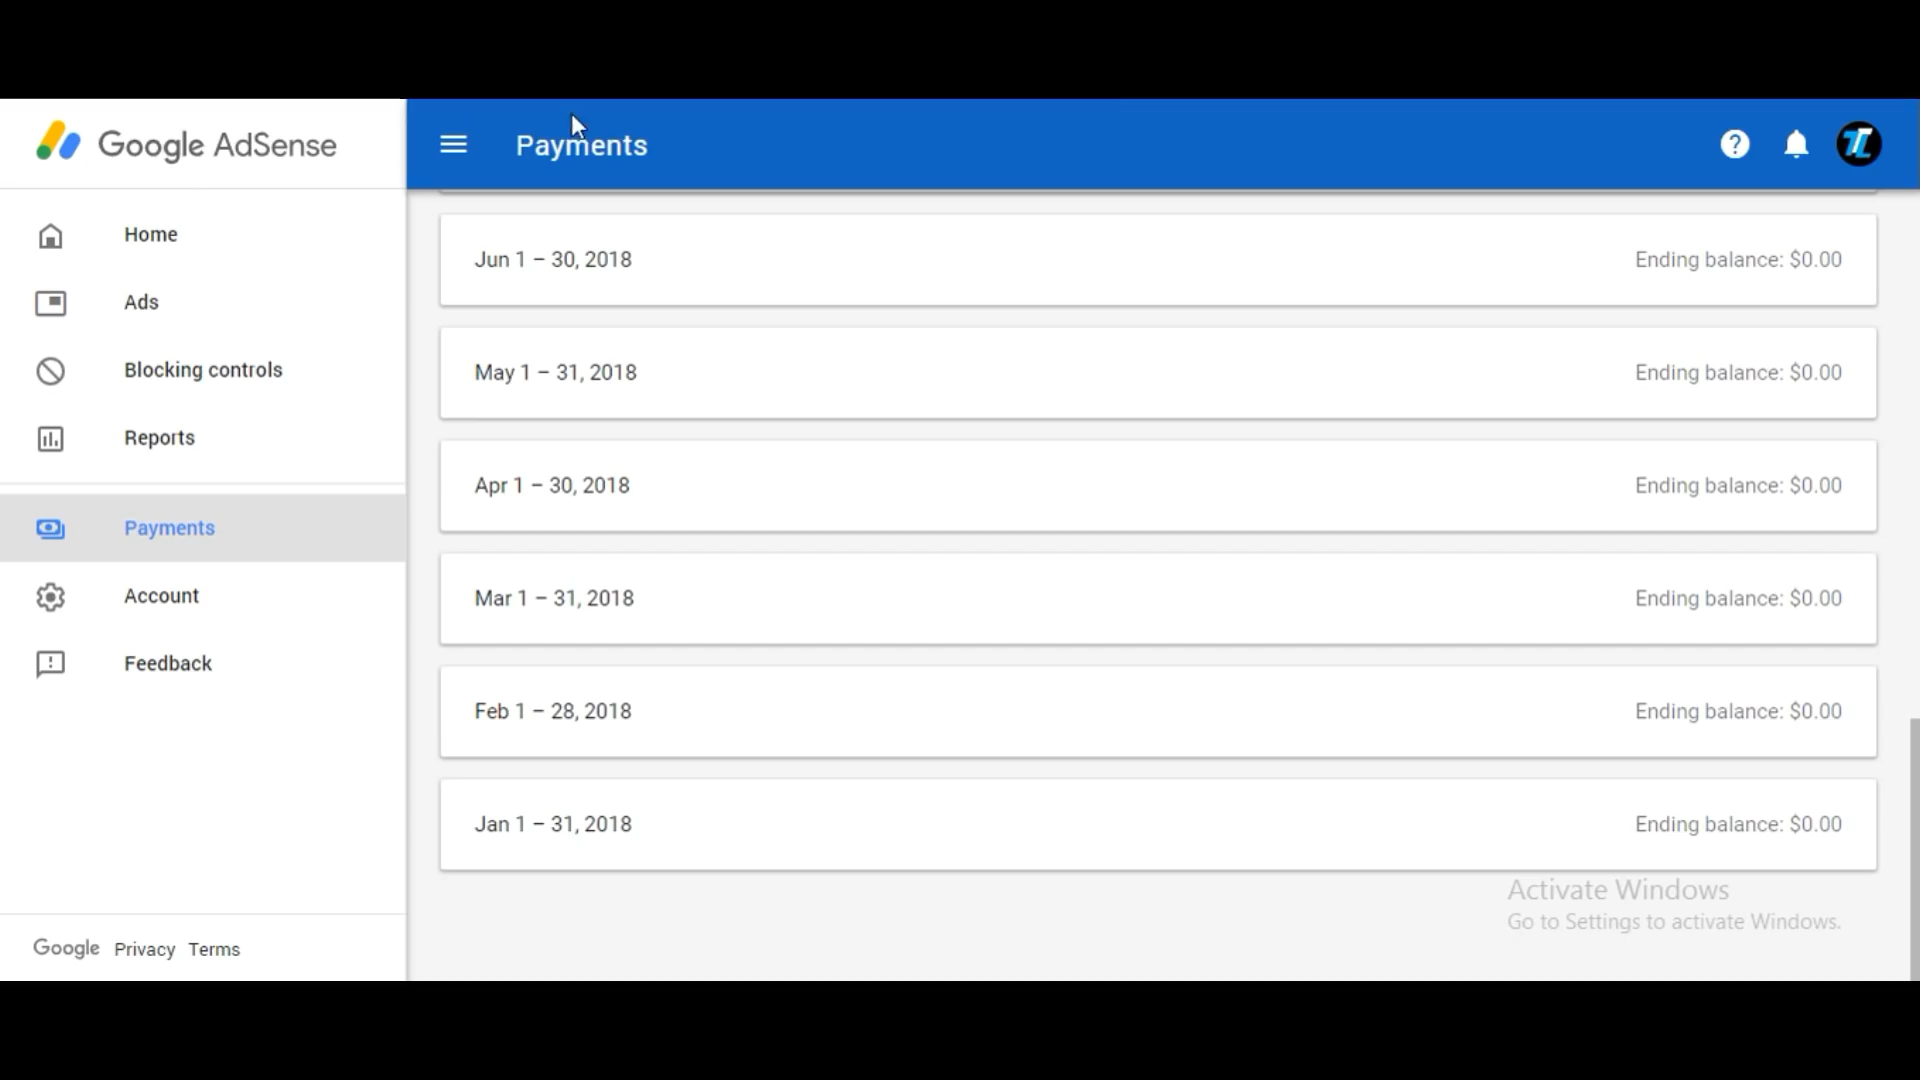 Google AdSense
Payments
Home
Ads
Blocking controls
Reports
Payments
Account
Feedback
Google Privacy Terms
Jun 1 – 30, 2018 Ending balance: $0.00
May 1 – 31, 2018 Ending balance: $0.00
Apr 1 – 30, 2018 Ending balance: $0.00
Mar 1 – 31, 2018 Ending balance: $0.00
Feb 1 – 28, 2018 Ending balance: $0.00
Jan 1 – 31, 2018 Ending balance: $0.00
Activate Windows
Go to Settings to activate Windows.